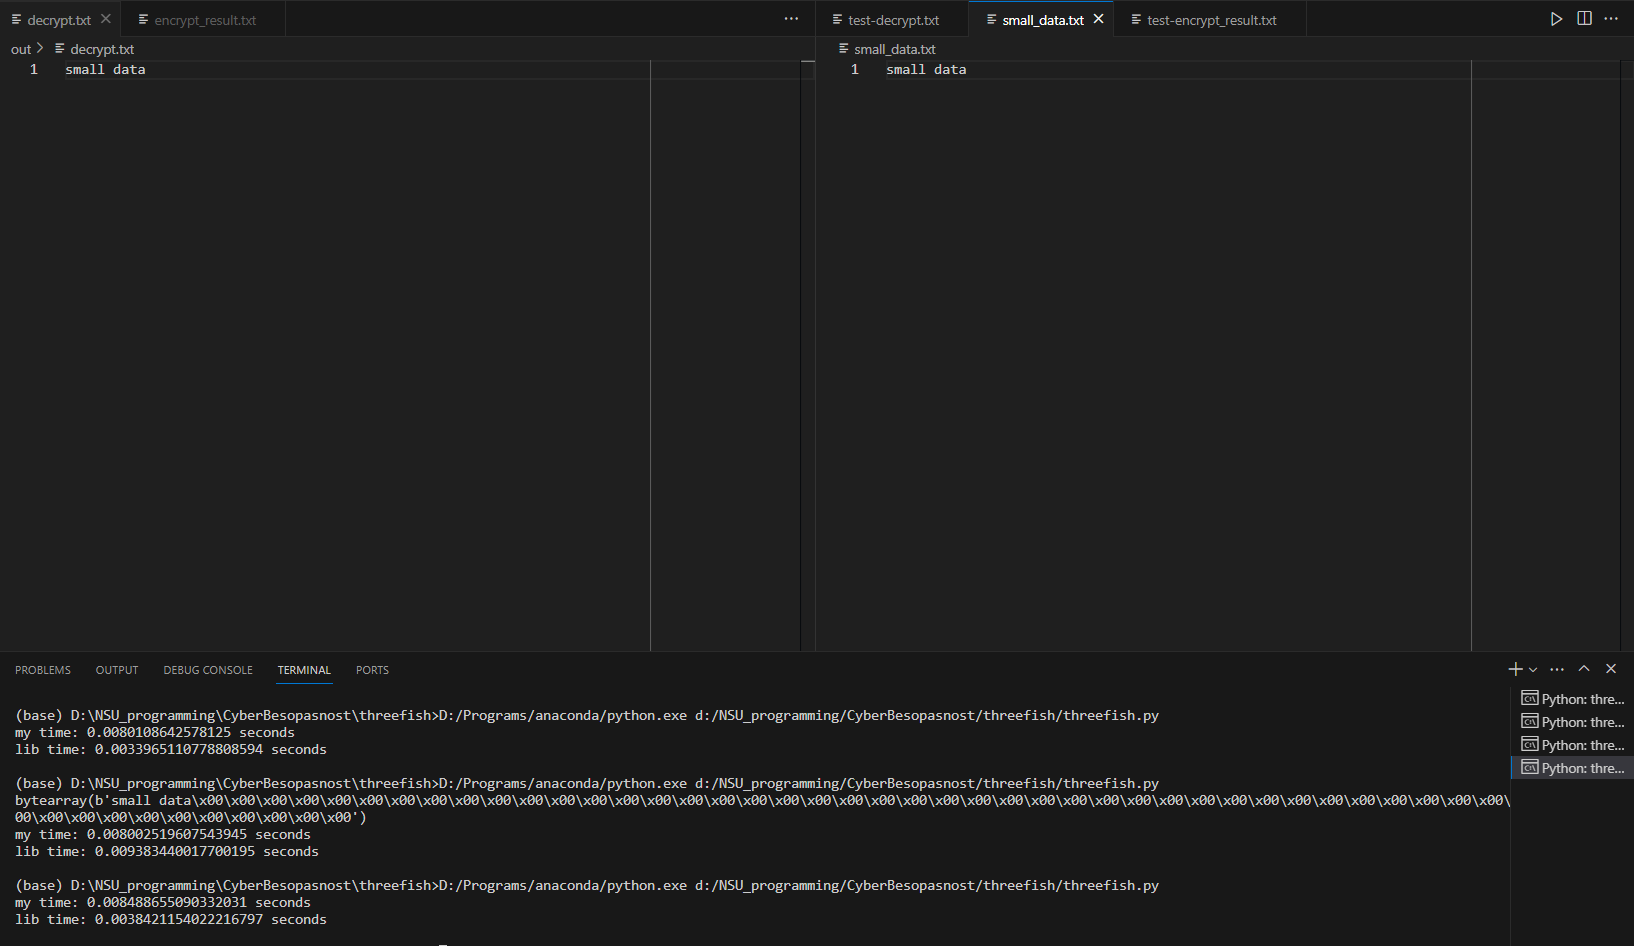 decrypt.txt
encrypt_result.txt
test-decrypt.txt
small_data.txt
test-encrypt_result.txt
out > decrypt.txt
small_data.txt
1 small data
1 small data
PROBLEMS OUTPUT DEBUG CONSOLE TERMINAL PORTS
(base) D:\NSU_programming\CyberBesopasnost\threefish>D:/Programs/anaconda/python.exe d:/NSU_programming/CyberBesopasnost/threefish/threefish.py
my time: 0.0080108642578125 seconds
lib time: 0.0033965110778808594 seconds
(base) D:\NSU_programming\CyberBesopasnost\threefish>D:/Programs/anaconda/python.exe d:/NSU_programming/CyberBesopasnost/threefish/threefish.py
bytearray(b'small data\x00\x00\x00\x00\x00\x00\x00\x00\x00\x00\x00\x00\x00\x00\x00\x00\x00\x00\x00\x00\x00\x00\x00\x00\x00\x00\x00\x00\x00\x00\x00\x00\x00\x00\x00\x00\x00\x00\x00\x00\x00\
00\x00\x00\x00\x00\x00\x00\x00\x00\x00\x00')
my time: 0.008002519607543945 seconds
lib time: 0.009383440017700195 seconds
(base) D:\NSU_programming\CyberBesopasnost\threefish>D:/Programs/anaconda/python.exe d:/NSU_programming/CyberBesopasnost/threefish/threefish.py
my time: 0.008488655090332031 seconds
lib time: 0.0038421154022216797 seconds
Python: thre...
Python: thre...
Python: thre...
Python: thre...